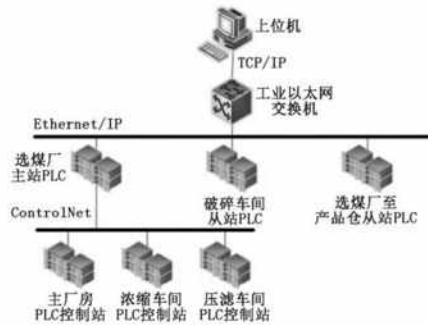 上位机
TCP/IP
工业以太网
交换机
Ethernet/IP
选煤厂
主站PLC
破碎车间
从站PLC
选煤厂至
产品仓从站PLC
ControlNet
主厂房
PLC控制站
浓缩车间
PLC控制站
压滤车间
PLC控制站